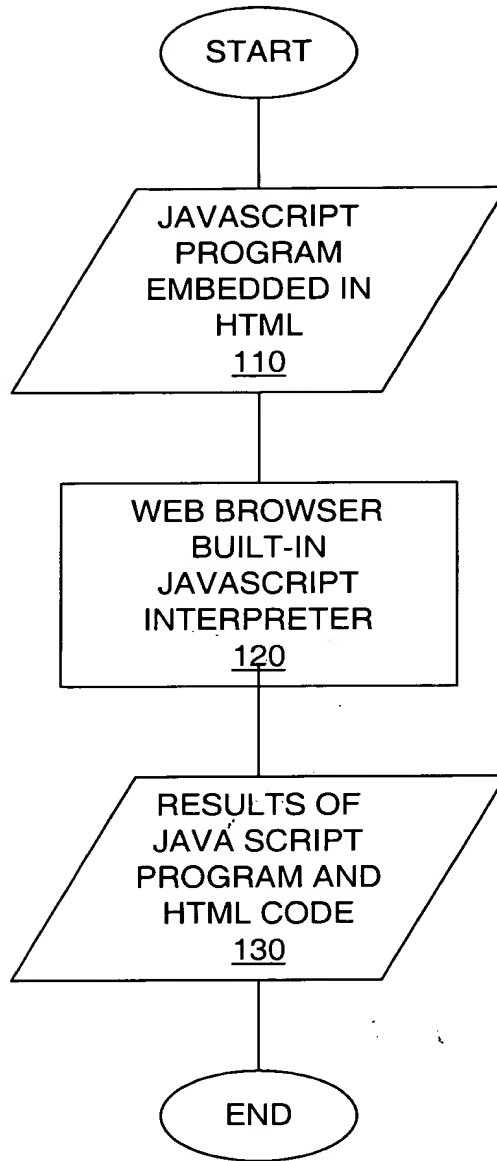 START
JAVASCRIPT
PROGRAM
EMBEDDED IN
HTML
110
WEB BROWSER
BUILT-IN
JAVASCRIPT
INTERPRETER
120
RESULTS OF
JAVA SCRIPT
PROGRAM AND
HTML CODE
130
END